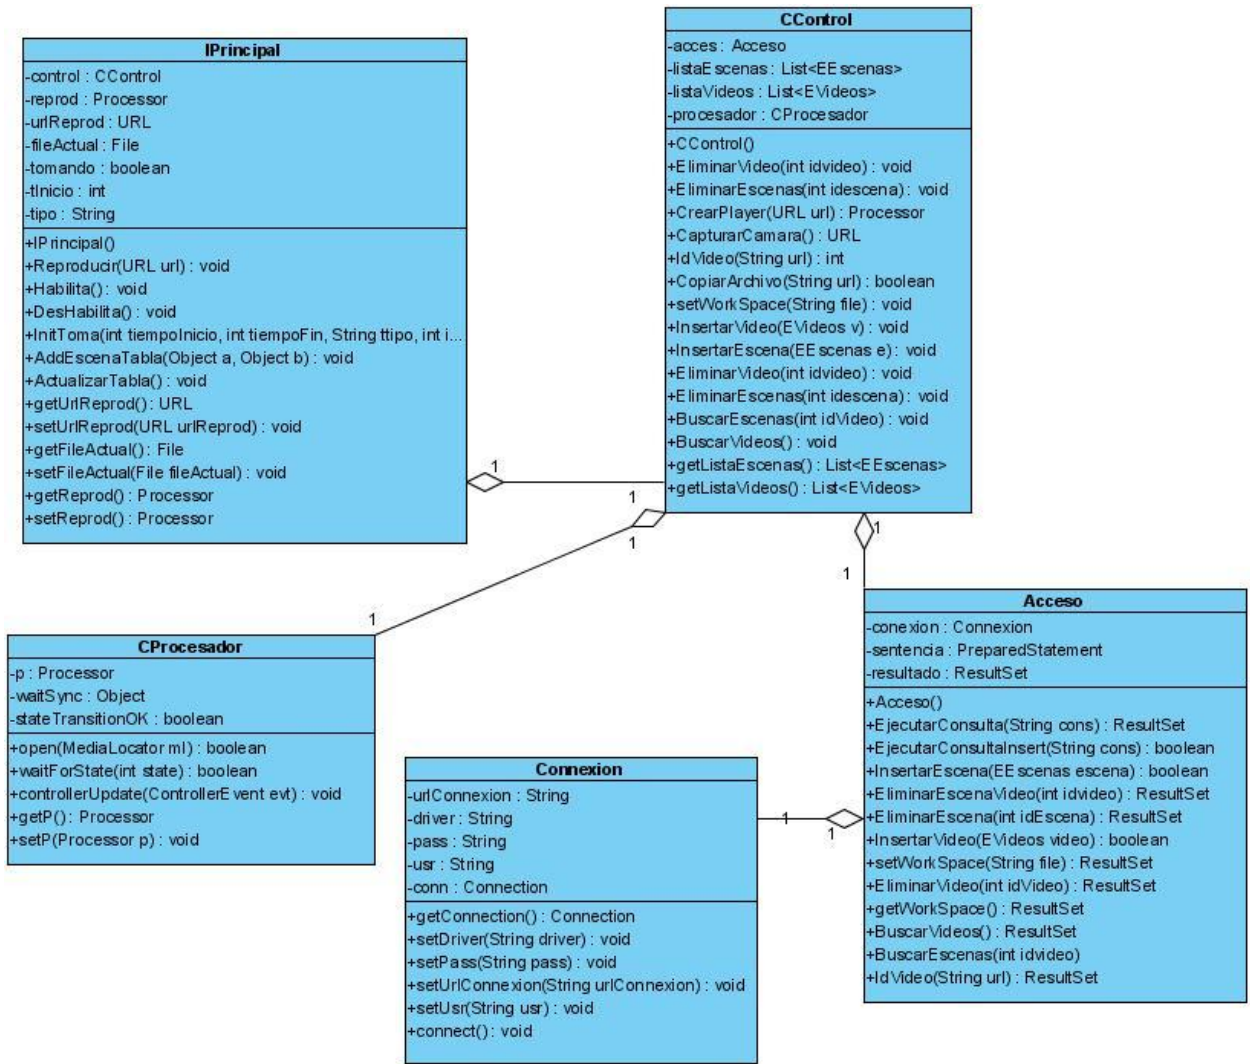 IPrincipal
-control : CControl
-reprod : Processor
-urlReprod : URL
-fileActual : File
-tomando : boolean
-tInicio : int
-tipo : String
+IPrincipal()
+Reproducir(URL url) : void
+Habilita() : void
+DesHabilita() : void
+InitToma(int tiempoInicio, int tiempoFin, String ttipo, int i...
+AddEscenaTabla(Object a, Object b) : void
+ActualizarTabla() : void
+getUrlReprod() : URL
+setUrlReprod(URL urlReprod) : void
+getFileActual() : File
+setFileActual(File fileActual) : void
+getReprod() : Processor
+setReprod() : Processor
CControl
-acces : Acceso
-listaEscenas : List<EEscenas>
-listaVideos : List<EVideos>
-procesador : CProcesador
+CControl()
+EliminarVideo(int idvideo) : void
+EliminarEscenas(int idescena) : void
+CrearPlayer(URL url) : Processor
+CapturarCamara() : URL
+IdVideo(String url) : int
+CopiarArchivo(String url) : boolean
+setWorkSpace(String file) : void
+InsertarVideo(EVideos v) : void
+InsertarEscena(EEscenas e) : void
+EliminarVideo(int idvideo) : void
+EliminarEscenas(int idescena) : void
+BuscarEscenas(int idVideo) : void
+BuscarVideos() : void
+getListaEscenas() : List<EEscenas>
+getListaVideos() : List<EVideos>
1
1
1
1
1
1
CProcesador
-p : Processor
-waitSync : Object
-stateTransitionOK : boolean
+open(MediaLocator ml) : boolean
+waitForState(int state) : boolean
+controllerUpdate(ControllerEvent evt) : void
+getP() : Processor
+setP(Processor p) : void
Acceso
-conexion : Connexion
-sentencia : PreparedStatement
-resultado : ResultSet
+Acceso()
+EjecutarConsulta(String cons) : ResultSet
+EjecutarConsultaInsert(String cons) : boolean
+InsertarEscena(EEscenas escena) : boolean
+EliminarEscenaVideo(int idvideo) : ResultSet
+EliminarEscena(int idEscena) : ResultSet
+InsertarVideo(EVideos video) : boolean
+setWorkSpace(String file) : ResultSet
+EliminarVideo(int idVideo) : ResultSet
+getWorkSpace() : ResultSet
+BuscarVideos() : ResultSet
+BuscarEscenas(int idvideo)
+IdVideo(String url) : ResultSet
1
1
Connexion
-urlConnexion : String
-driver : String
-pass : String
-usr : String
-conn : Connection
+getConnection() : Connection
+setDriver(String driver) : void
+setPass(String pass) : void
+setUrlConnexion(String urlConnexion) : void
+setUsr(String usr) : void
+connect() : void